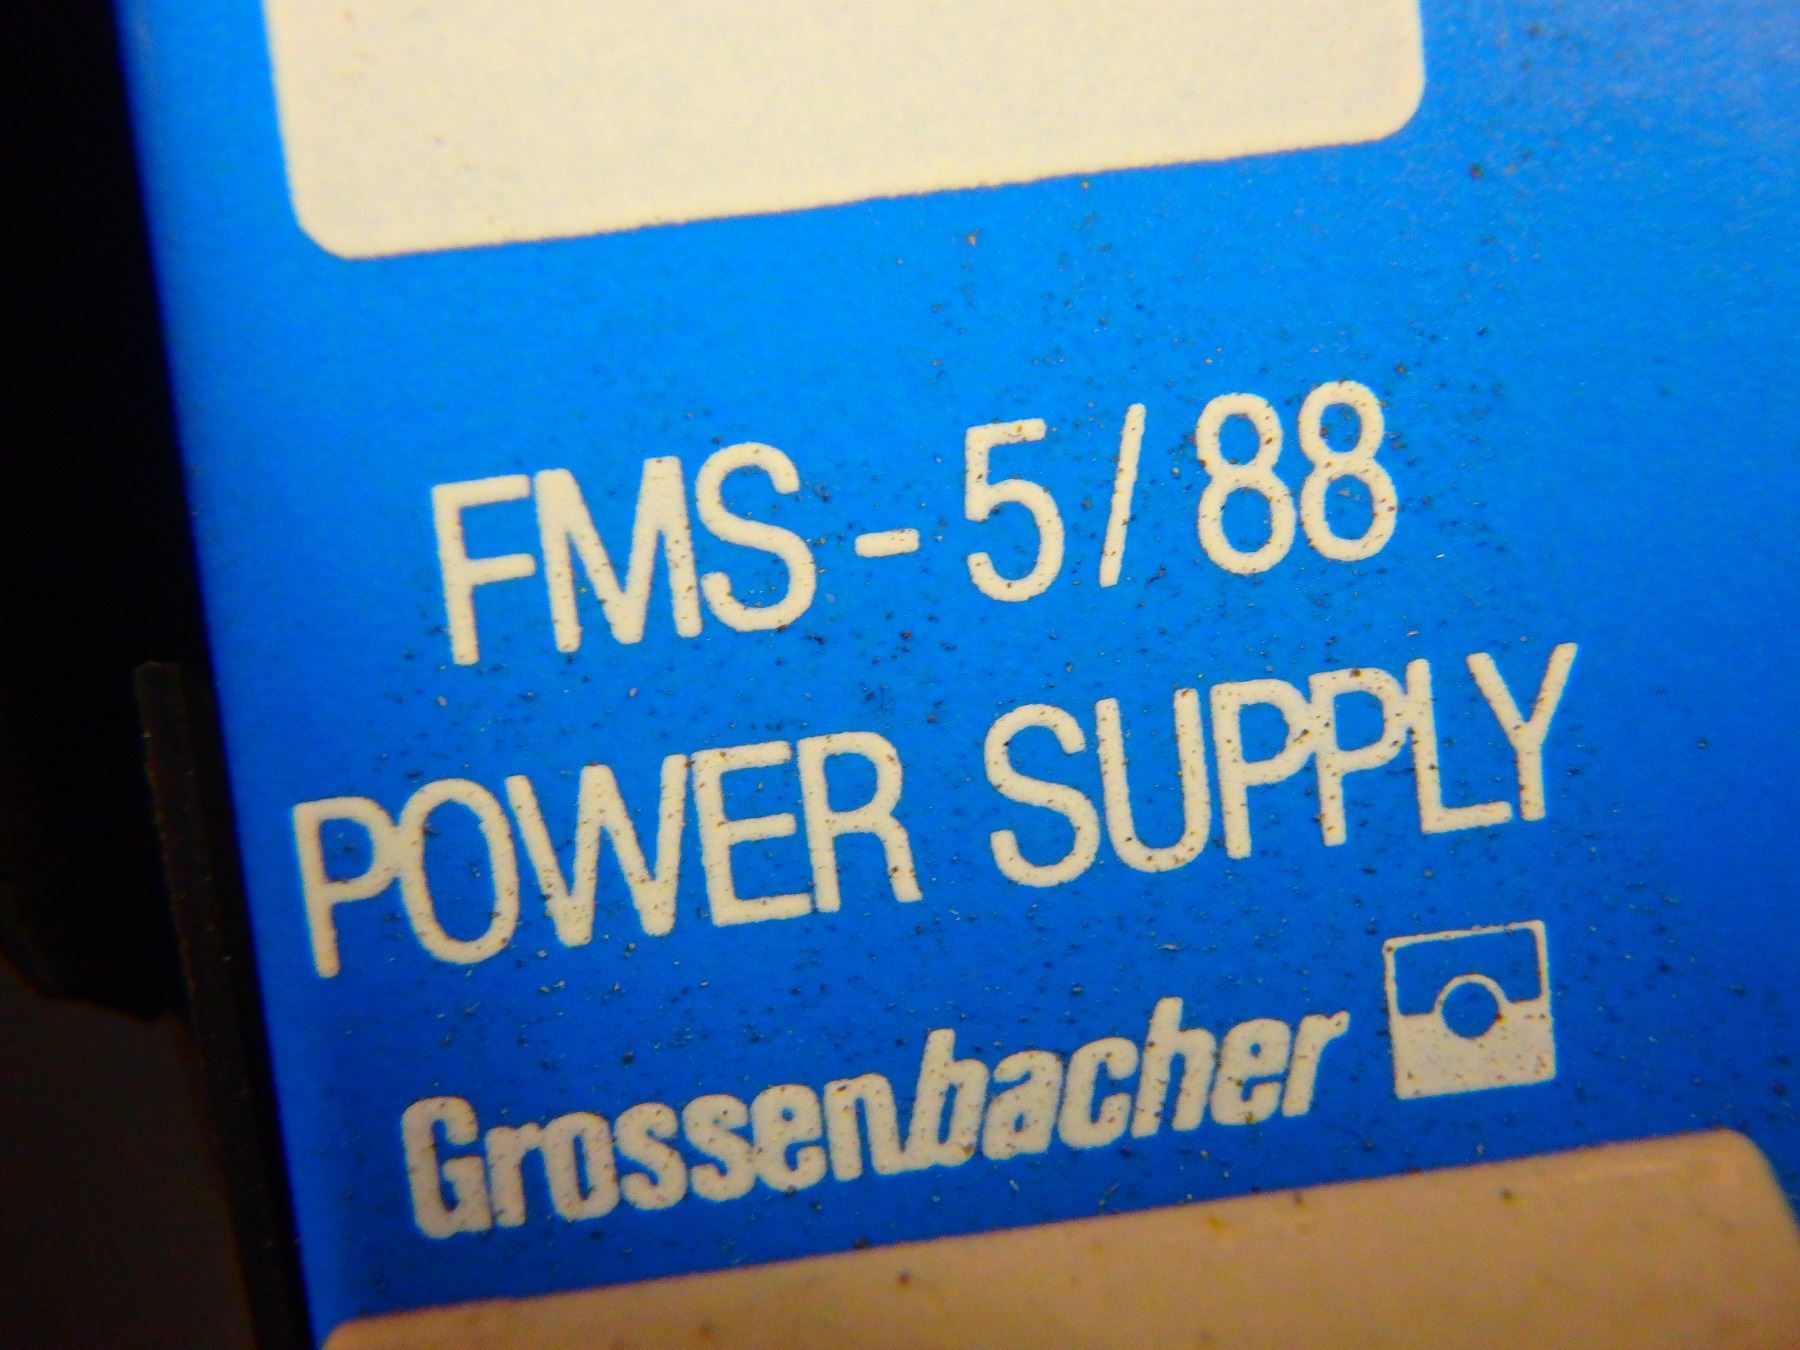 FMS-5/88
POWER SUPPLY
Grossenbacher